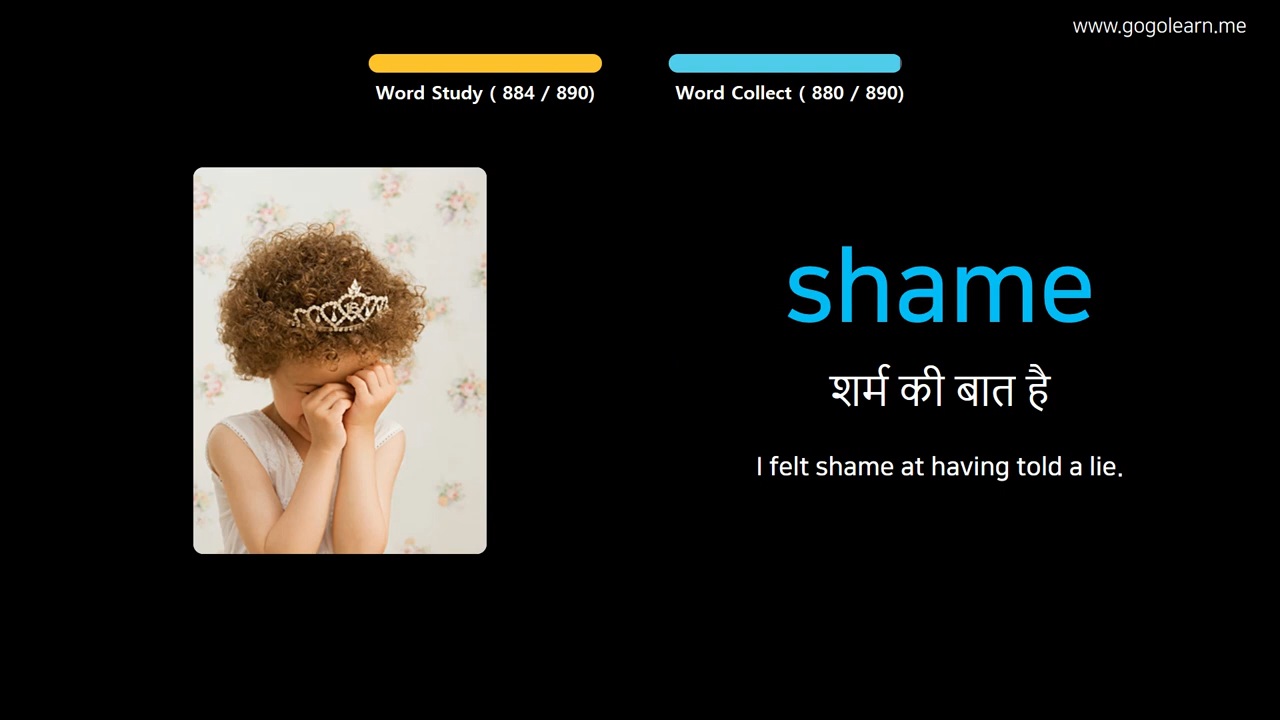 www.gogolearn.me
Word Study ( 884 / 890)
Word Collect ( 880 / 890)
shame
शर्म की बात है
I felt shame at having told a lie.